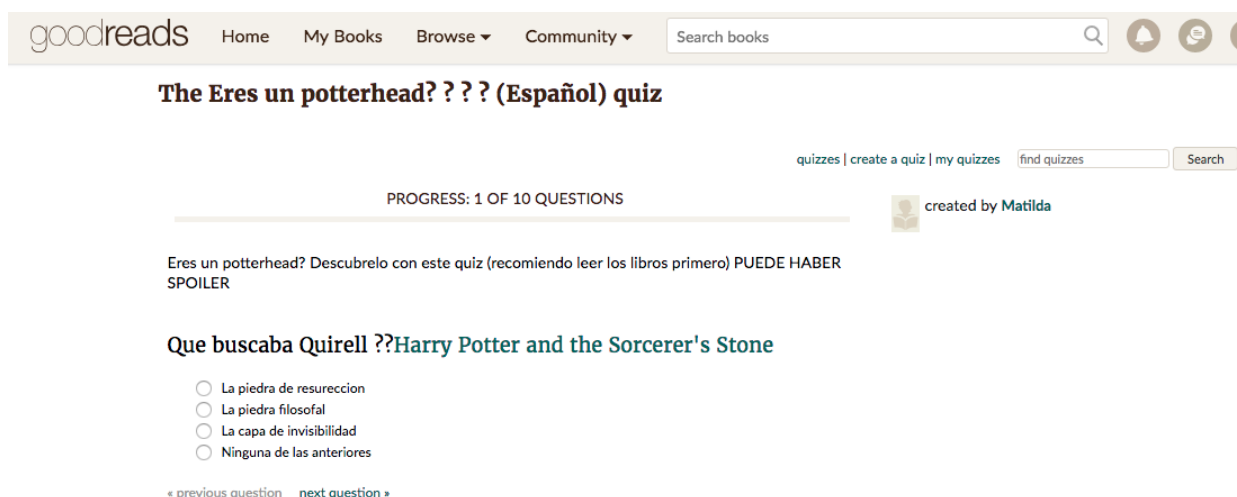 goodreads Home My Books Browse Community Search books
The Eres un potterhead? ? ? ? (Español) quiz
quizzes | create a quiz | my quizzes find quizzes Search
PROGRESS: 1 OF 10 QUESTIONS
created by Matilda
Eres un potterhead? Descubrelo con este quiz (recomiendo leer los libros primero) PUEDE HABER
SPOILER
Que buscaba Quirell ??Harry Potter and the Sorcerer's Stone
La piedra de resureccion
La piedra filosofal
La capa de invisibilidad
Ninguna de las anteriores
« previous question next question »